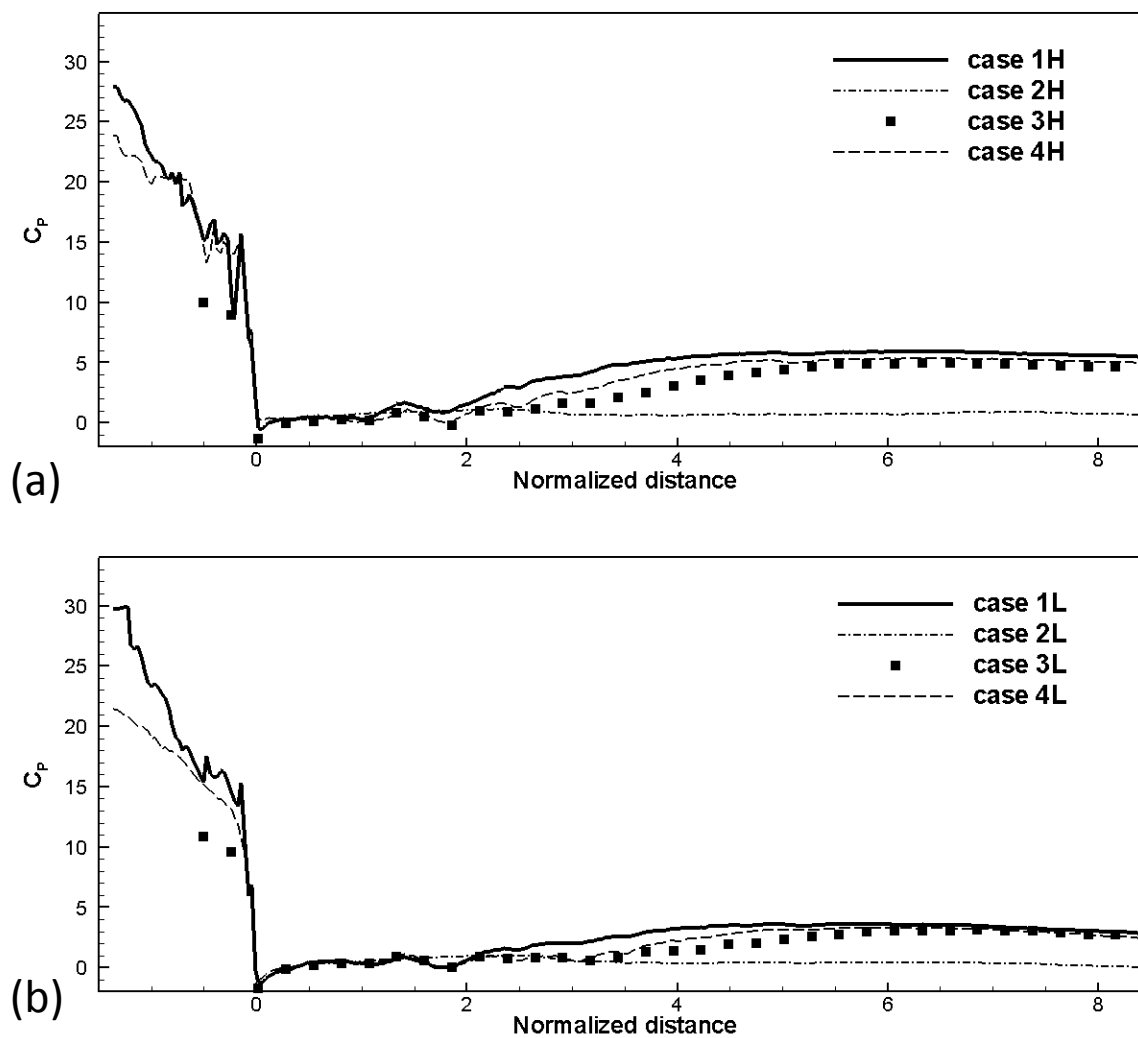 case 1H
case 2H
case 3H
case 4H
30
25
20
15
10
5
0
C_P
0 2 4 6 8
Normalized distance
(a)
case 1L
case 2L
case 3L
case 4L
30
25
20
15
10
5
0
C_P
0 2 4 6 8
Normalized distance
(b)